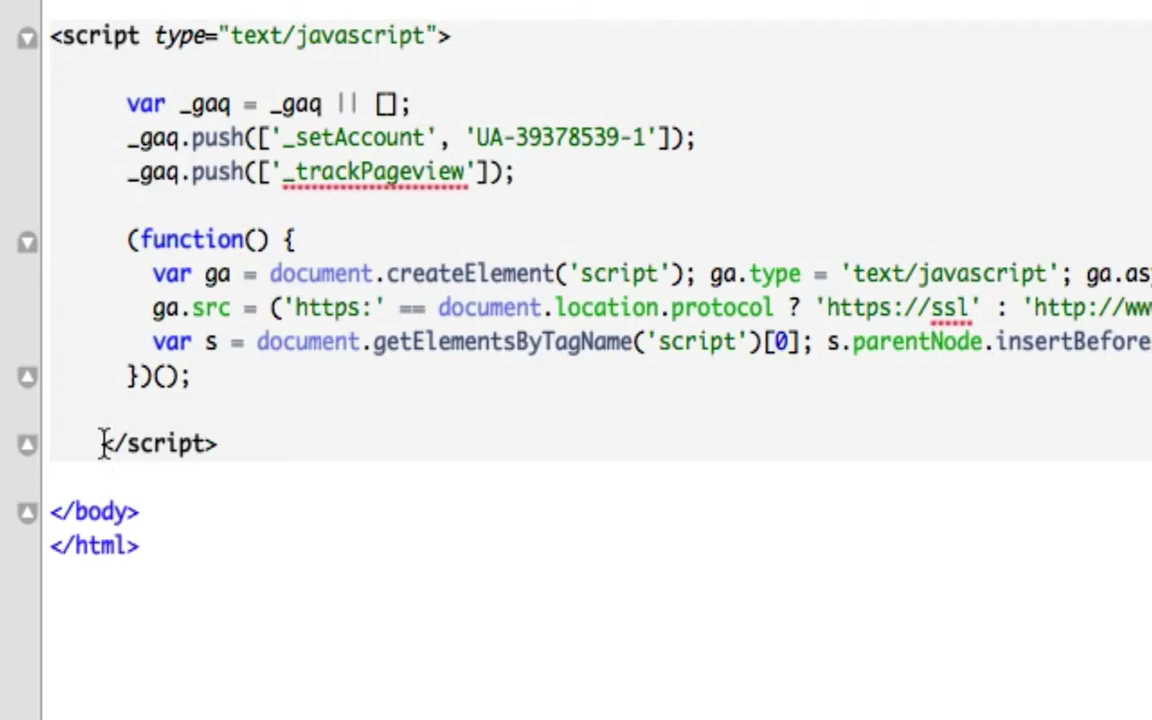 <script type="text/javascript">
var _gaq = _gaq || [];
_gaq.push(['_setAccount', 'UA-39378539-1']);
_gaq.push(['_trackPageview']);
(function() {
var ga = document.createElement('script'); ga.type = 'text/javascript'; ga.as
ga.src = ('https:' == document.location.protocol ? 'https://ssl' : 'http://ww
var s = document.getElementsByTagName('script')[0]; s.parentNode.insertBefore
})();
</script>
</body>
</html>